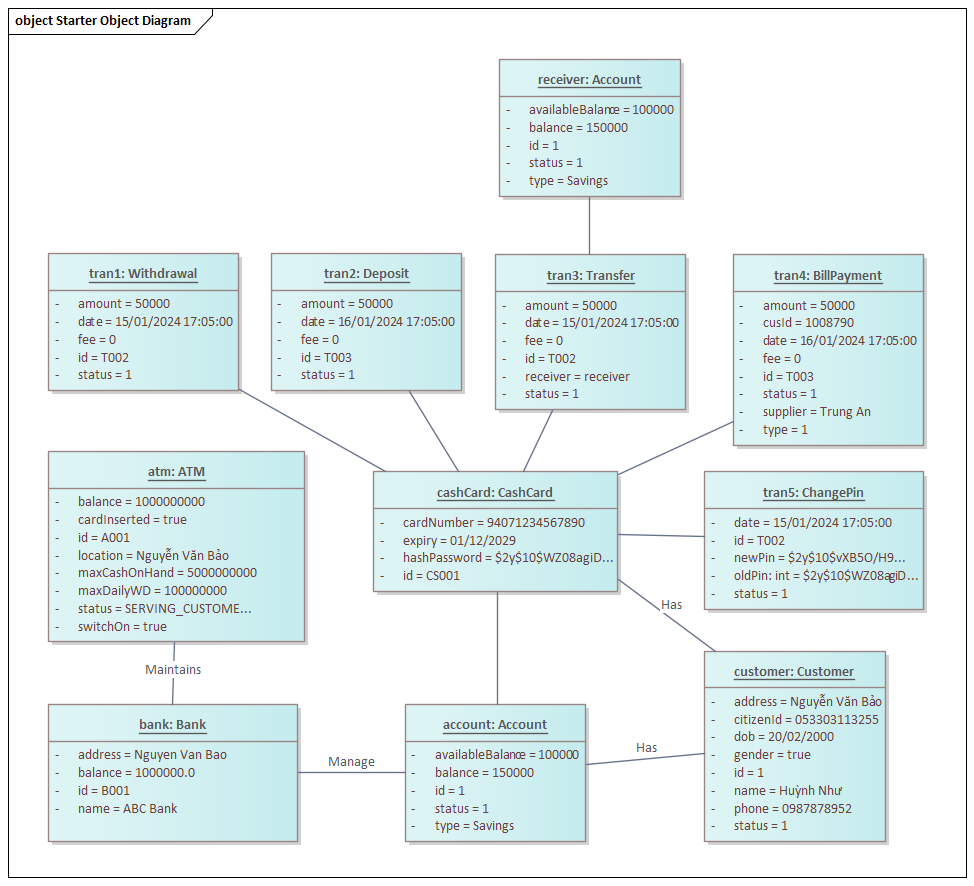 object Starter Object Diagram
receiver: Account
- availableBalance = 100000
- balance = 150000
- id = 1
- status = 1
- type = Savings
tran1: Withdrawal
- amount = 50000
- date = 15/01/2024 17:05:00
- fee = 0
- id = T002
- status = 1
tran2: Deposit
- amount = 50000
- date = 16/01/2024 17:05:00
- fee = 0
- id = T003
- status = 1
tran3: Transfer
- amount = 50000
- date = 15/01/2024 17:05:00
- fee = 0
- id = T002
- receiver = receiver
- status = 1
tran4: BillPayment
- amount = 50000
- cusId = 1008790
- date = 16/01/2024 17:05:00
- fee = 0
- id = T003
- status = 1
- supplier = Trung An
- type = 1
atm: ATM
- balance = 1000000000
- cardInserted = true
- id = A001
- location = Nguyễn Văn Bảo
- maxCashOnHand = 5000000000
- maxDailyWD = 100000000
- status = SERVING_CUSTOME...
- switchOn = true
cashCard: CashCard
- cardNumber = 94071234567890
- expiry = 01/12/2029
- hashPassword = $2y$10$WZ08agiD...
- id = CS001
tran5: ChangePin
- date = 15/01/2024 17:05:00
- id = T002
- newPin = $2y$10$vXB5O/H9...
- oldPin: int = $2y$10$WZ08agiD...
- status = 1
Has
Maintains
customer: Customer
- address = Nguyễn Văn Bảo
- citizenId = 053303113255
- dob = 20/02/2000
- gender = true
- id = 1
- name = Huỳnh Như
- phone = 0987878952
- status = 1
bank: Bank
- address = Nguyen Van Bao
- balance = 1000000.0
- id = B001
- name = ABC Bank
Manage
account: Account
- availableBalance = 100000
- balance = 150000
- id = 1
- status = 1
- type = Savings
Has